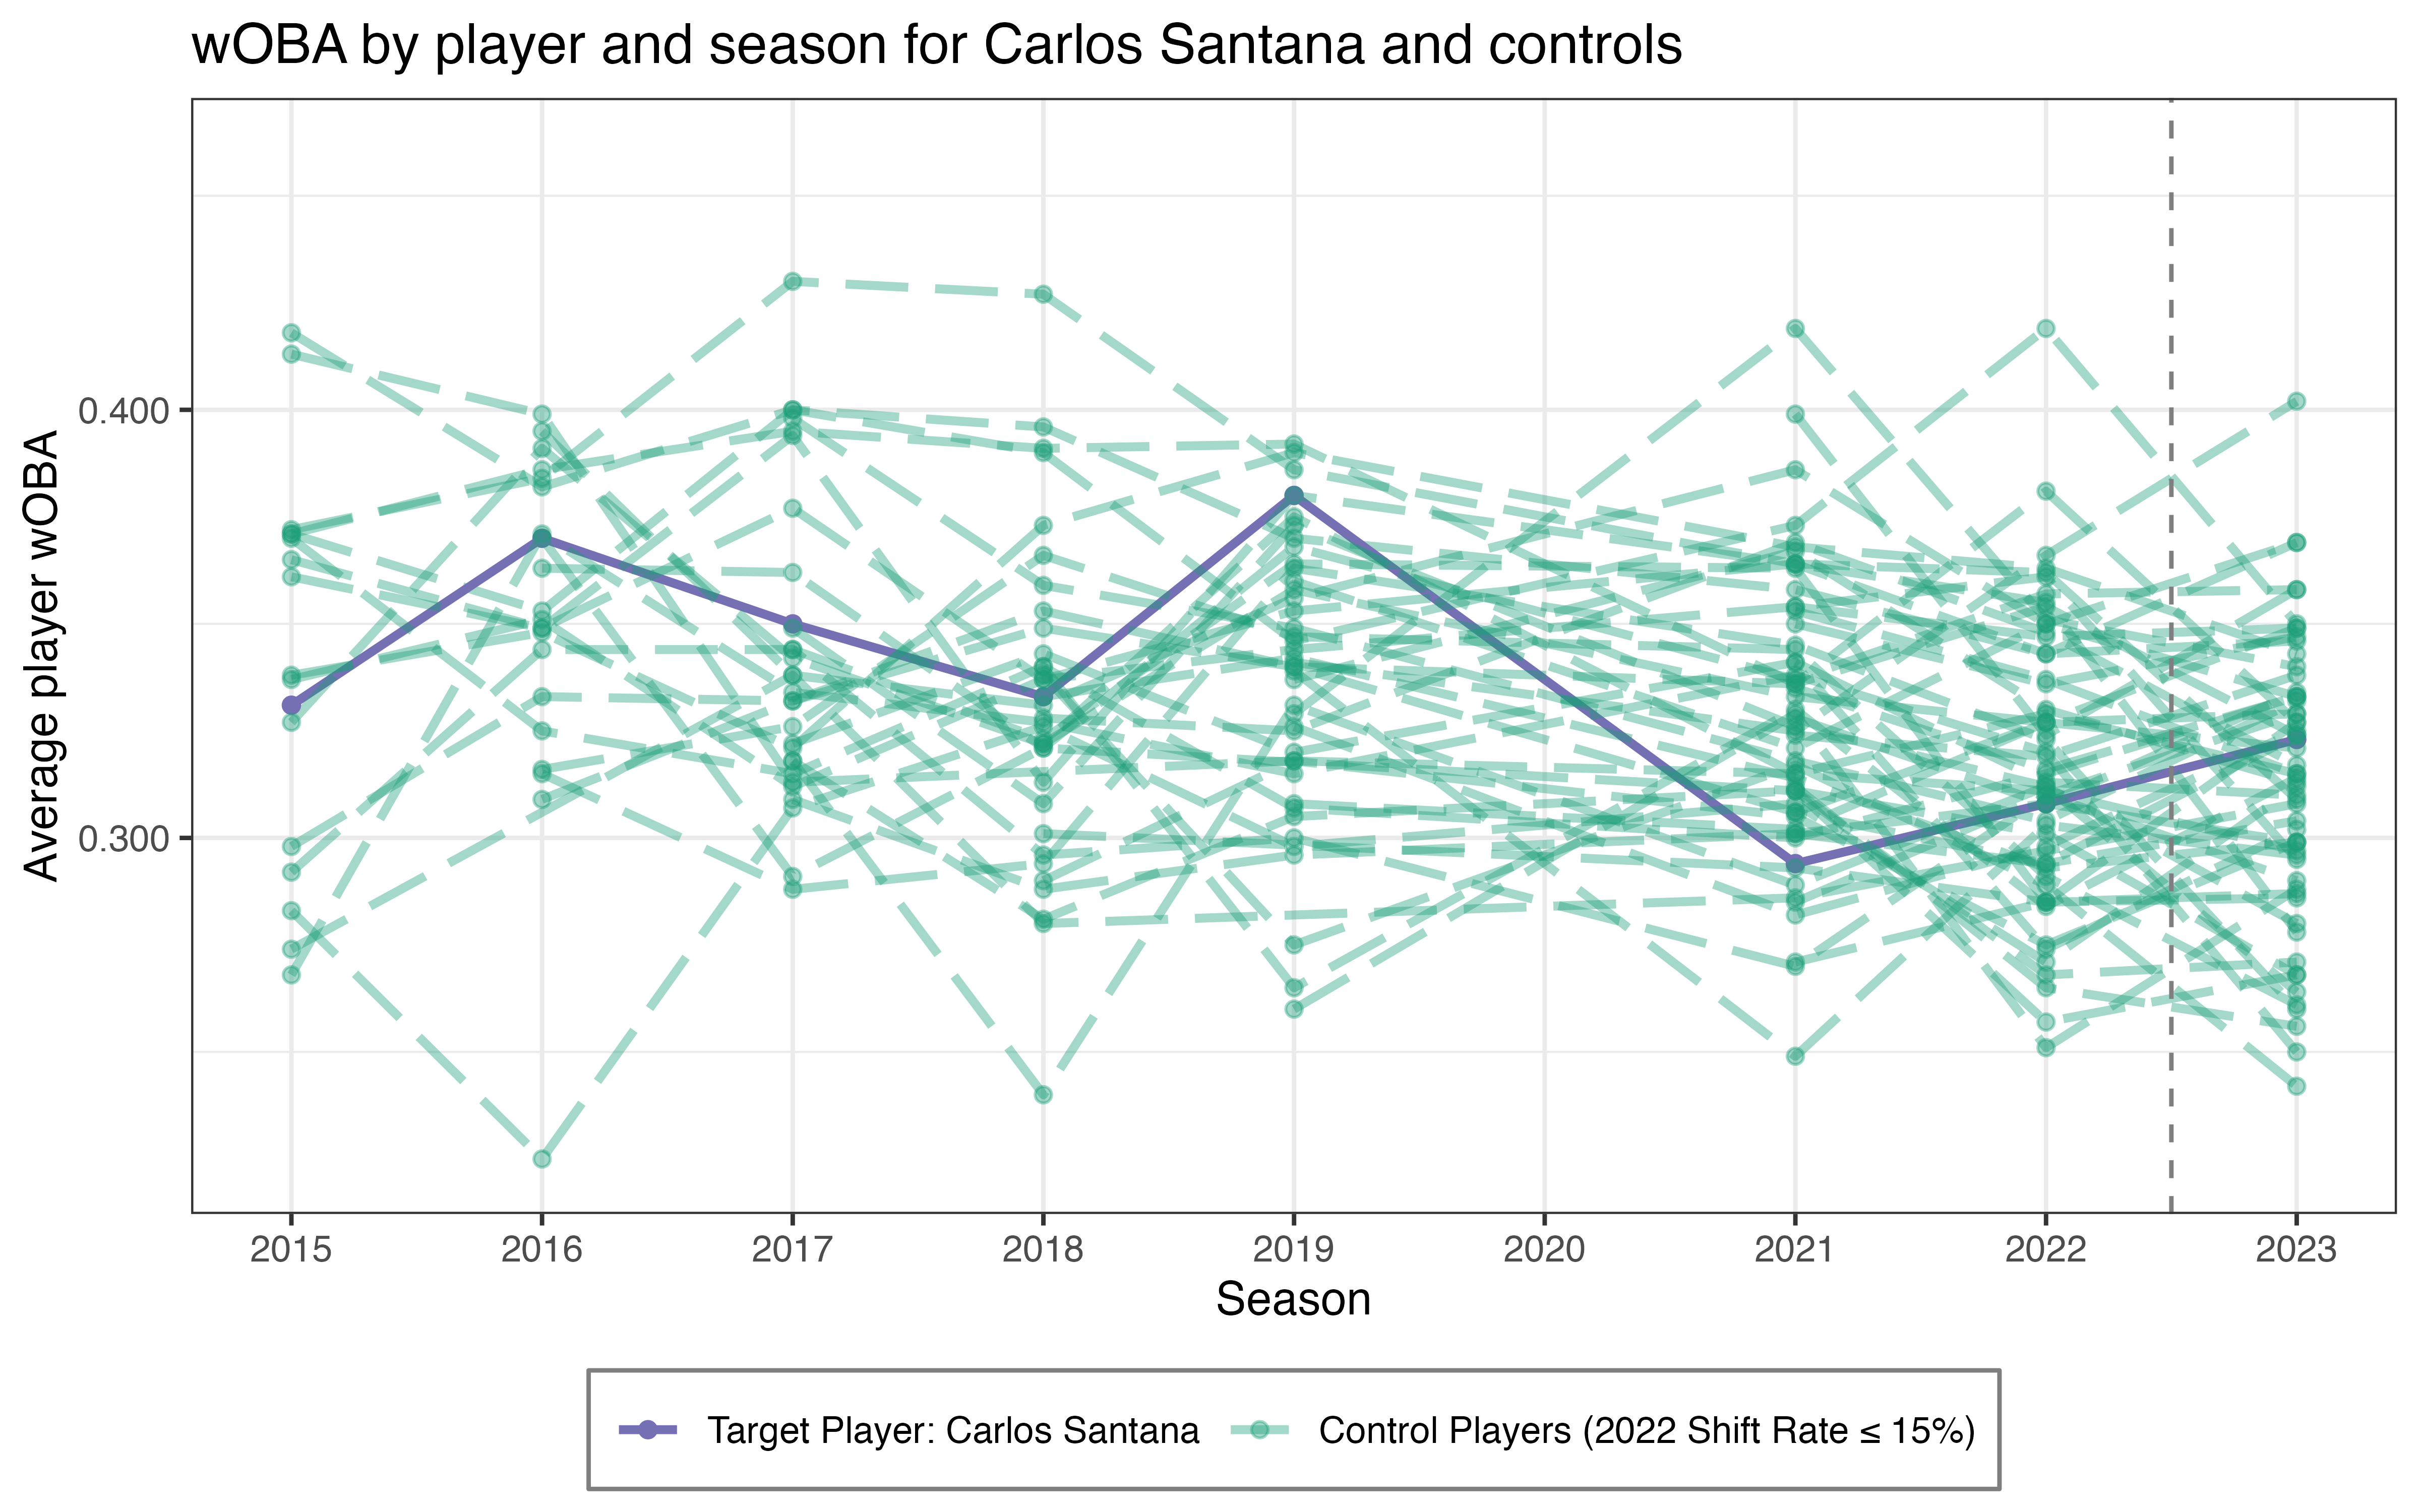 wOBA by player and season for Carlos Santana and controls
Average player wOBA
0.400
0.300
2015 2016 2017 2018 2019 2020 2021 2022 2023
Season
Target Player: Carlos Santana Control Players (2022 Shift Rate ≤ 15%)